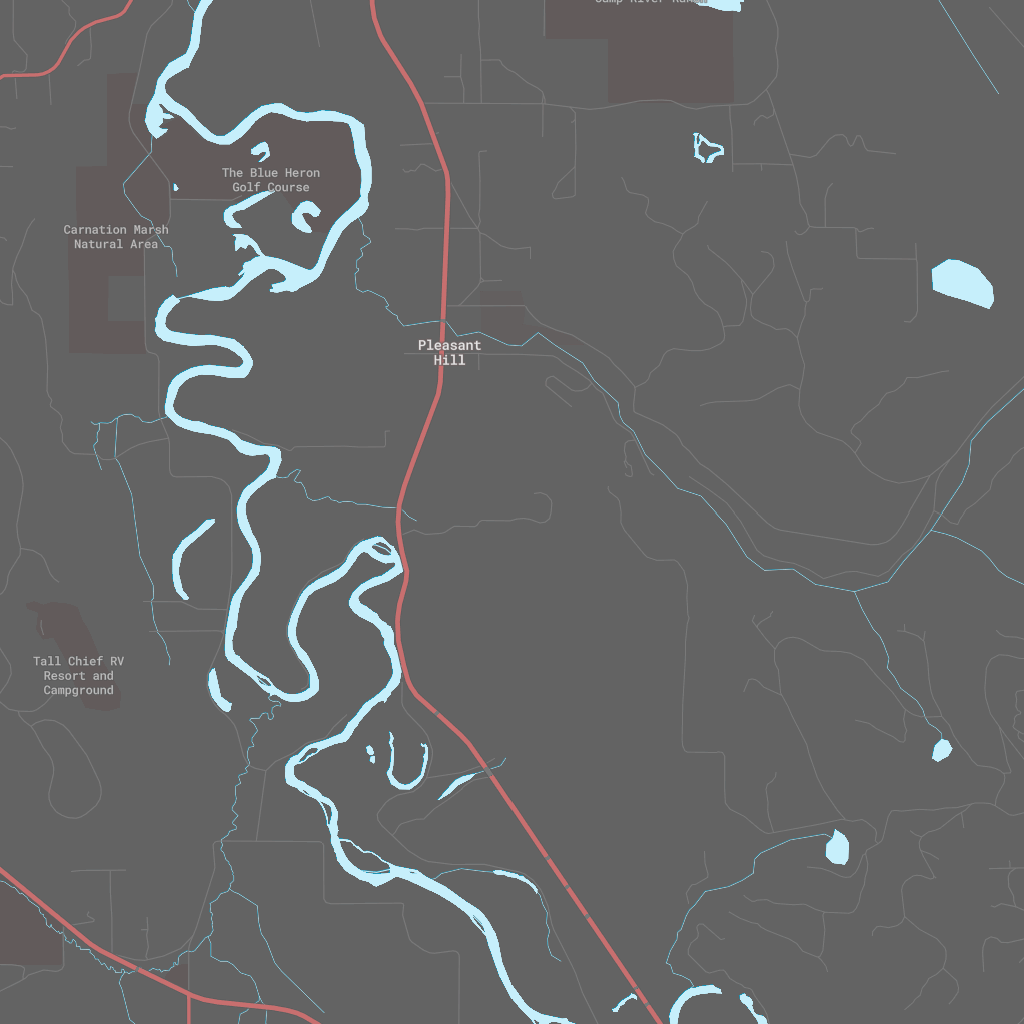 The Blue Heron
Golf Course
Carnation Marsh
Natural Area
Pleasant
Hill
Tall Chief RV
Resort and
Campground